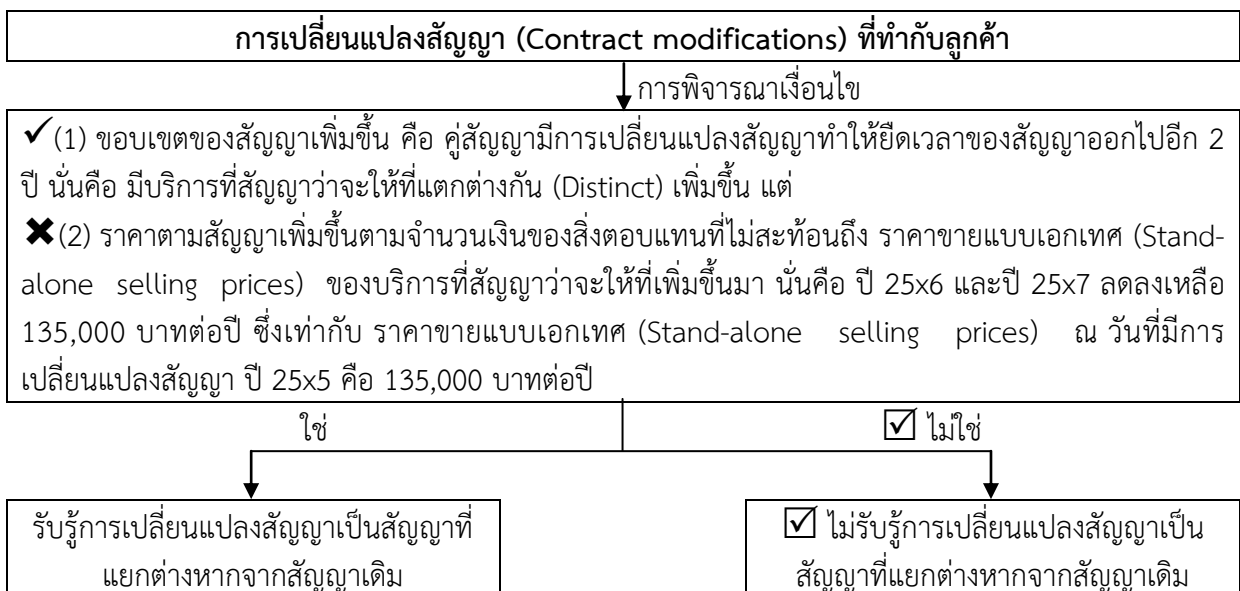 การเปลี่ยนแปลงสัญญา (Contract modifications) ที่ทำกับลูกค้า
การพิจารณาเงื่อนไข
✔(1) ขอบเขตของสัญญาเพิ่มขึ้น คือ คู่สัญญามีการเปลี่ยนแปลงสัญญาทำให้ยืดเวลาของสัญญาออกไปอีก 2
ปี นั่นคือ มีบริการที่สัญญาว่าจะให้ที่แตกต่างกัน (Distinct) เพิ่มขึ้น แต่
✖(2) ราคาตามสัญญาเพิ่มขึ้นตามจำนวนเงินของสิ่งตอบแทนที่ไม่สะท้อนถึง ราคาขายแบบเอกเทศ (Stand-
alone selling prices) ของบริการที่สัญญาว่าจะให้ที่เพิ่มขึ้นมา นั่นคือ ปี 25x6 และปี 25x7 ลดลงเหลือ
135,000 บาทต่อปี ซึ่งเท่ากับ ราคาขายแบบเอกเทศ (Stand-alone selling prices) ณ วันที่มีการ
เปลี่ยนแปลงสัญญา ปี 25x5 คือ 135,000 บาทต่อปี
ใช่ ☑ ไม่ใช่
รับรู้การเปลี่ยนแปลงสัญญาเป็นสัญญาที่
แยกต่างหากจากสัญญาเดิม
☑ ไม่รับรู้การเปลี่ยนแปลงสัญญาเป็น
สัญญาที่แยกต่างหากจากสัญญาเดิม